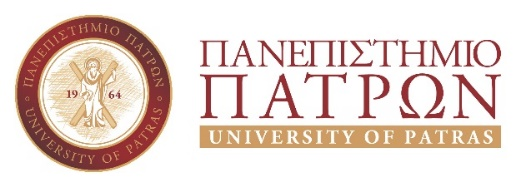 ΠΑΝΕΠΙΣΤΗΜΙΟ ΠΑΤΡΩΝ
19 64
UNIVERSITY OF PATRAS
ΠΑΝΕΠΙΣΤΗΜΙΟ
ΠΑΤΡΩΝ
UNIVERSITY OF PATRAS